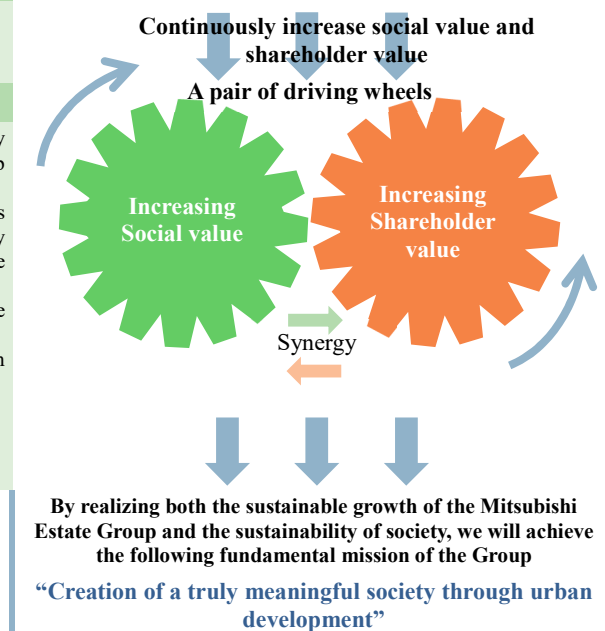 Continuously increase social value and
shareholder value
A pair of driving wheels
Increasing
Social value
Increasing
Shareholder
value
Synergy
By realizing both the sustainable growth of the Mitsubishi
Estate Group and the sustainability of society, we will achieve
the following fundamental mission of the Group
“Creation of a truly meaningful society through urban
development”